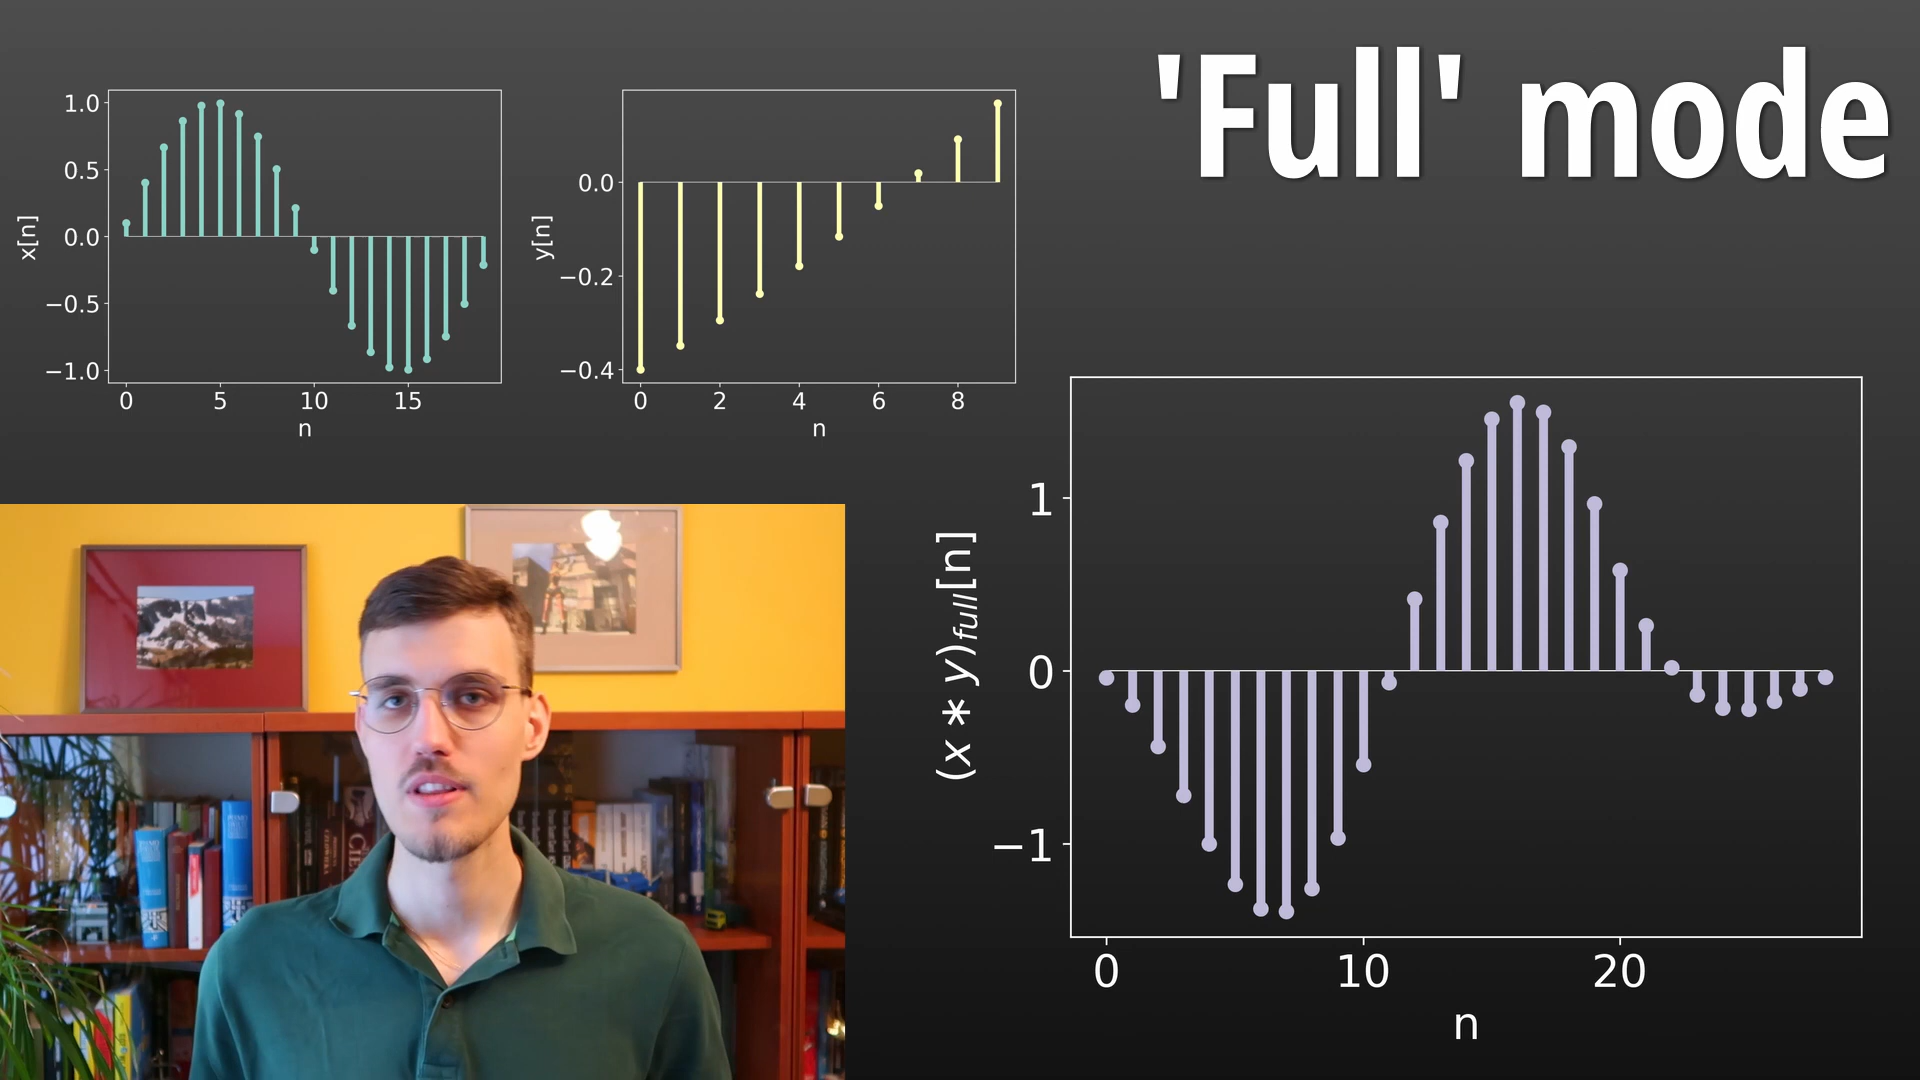 'Full' mode
1.0
0.5
0.0
−0.5
−1.0
x[n]
0 5 10 15
n
0.0
−0.2
−0.4
y[n]
0 2 4 6 8
n
1
0
−1
(x ∗ y)full[n]
0 10 20
n